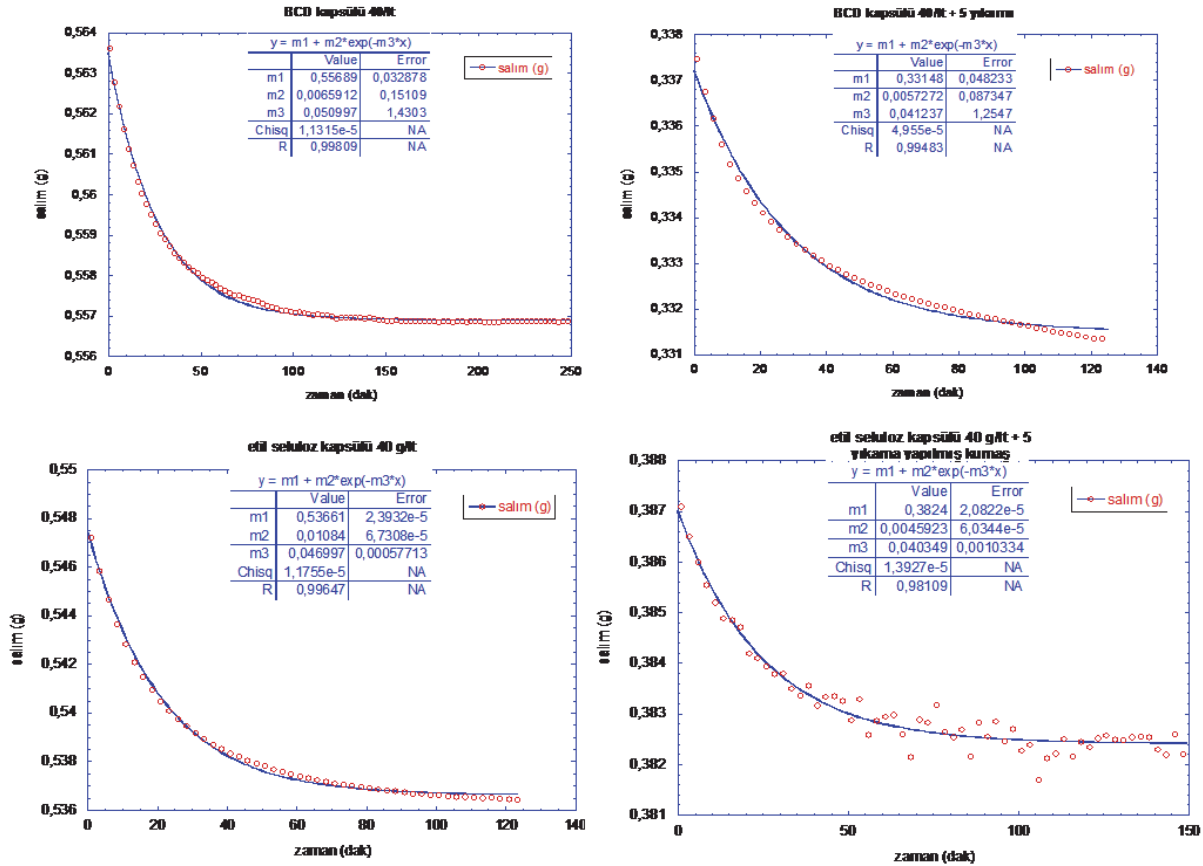 BCD kapsülü 40/lt
0,564
0,563
0,562
0,561
0,56
0,559
0,558
0,557
0,556
salım (g)
y = m1 + m2*exp(-m3*x)
Value Error
m1 0,55689 0,032878
m2 0,0065912 0,15109
m3 0,050997 1,4303
Chisq 1,1315e-5 NA
R 0,99809 NA
salım (g)
0 50 100 150 200 250
zaman (dak)
BCD kapsülü 40/lt + 5 yıkama
0,338
0,337
0,336
0,335
0,334
0,333
0,332
0,331
salım (g)
y = m1 + m2*exp(-m3*x)
Value Error
m1 0,33148 0,048233
m2 0,0057272 0,087347
m3 0,041237 1,2547
Chisq 4,955e-5 NA
R 0,99483 NA
salım (g)
0 20 40 60 80 100 120 140
zaman (dak)
etil seluloz kapsülü 40 g/lt
0,55
0,548
0,546
0,544
0,542
0,54
0,538
0,536
salım (g)
y = m1 + m2*exp(-m3*x)
Value Error
m1 0,53661 2,3932e-5
m2 0,01084 6,7308e-5
m3 0,046997 0,00057713
Chisq 1,1755e-5 NA
R 0,99647 NA
salım (g)
0 20 40 60 80 100 120 140
zaman (dak)
etil seluloz kapsülü 40 g/lt + 5
yıkama yapılmış kumaş
0,388
0,387
0,386
0,385
0,384
0,383
0,382
0,381
salım (g)
y = m1 + m2*exp(-m3*x)
Value Error
m1 0,3824 2,0822e-5
m2 0,0045923 6,0344e-5
m3 0,040349 0,0010334
Chisq 1,3927e-5 NA
R 0,98109 NA
salım (g)
0 50 100 150
zaman (dak)